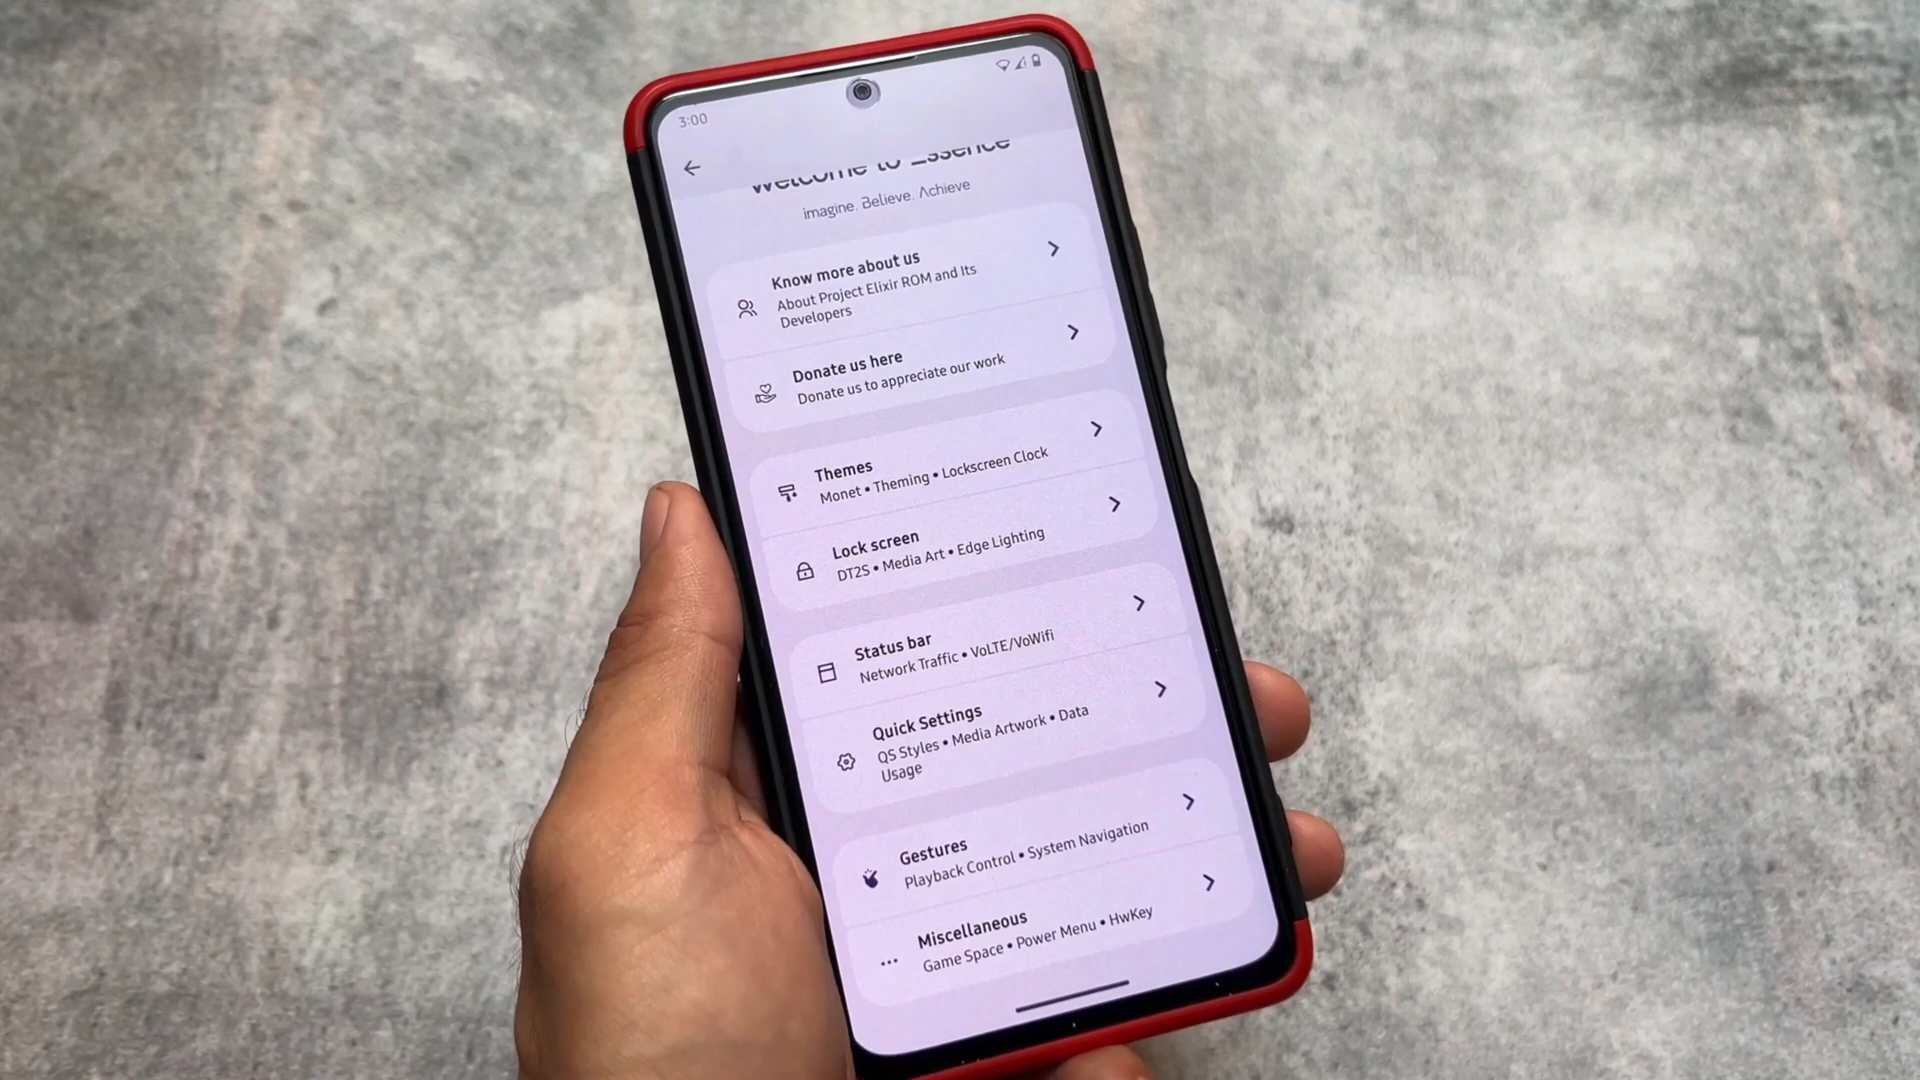 3:00
Welcome to Essence
imagine. Believe. Achieve
Know more about us
About Project Elixir ROM and Its
Developers
Donate us here
Donate us to appreciate our work
Themes
Monet • Theming • Lockscreen Clock
Lock screen
DT2S • Media Art • Edge Lighting
Status bar
Network Traffic • VoLTE/VoWifi
Quick Settings
QS Styles • Media Artwork • Data
Usage
Gestures
Playback Control • System Navigation
Miscellaneous
Game Space • Power Menu • HwKey